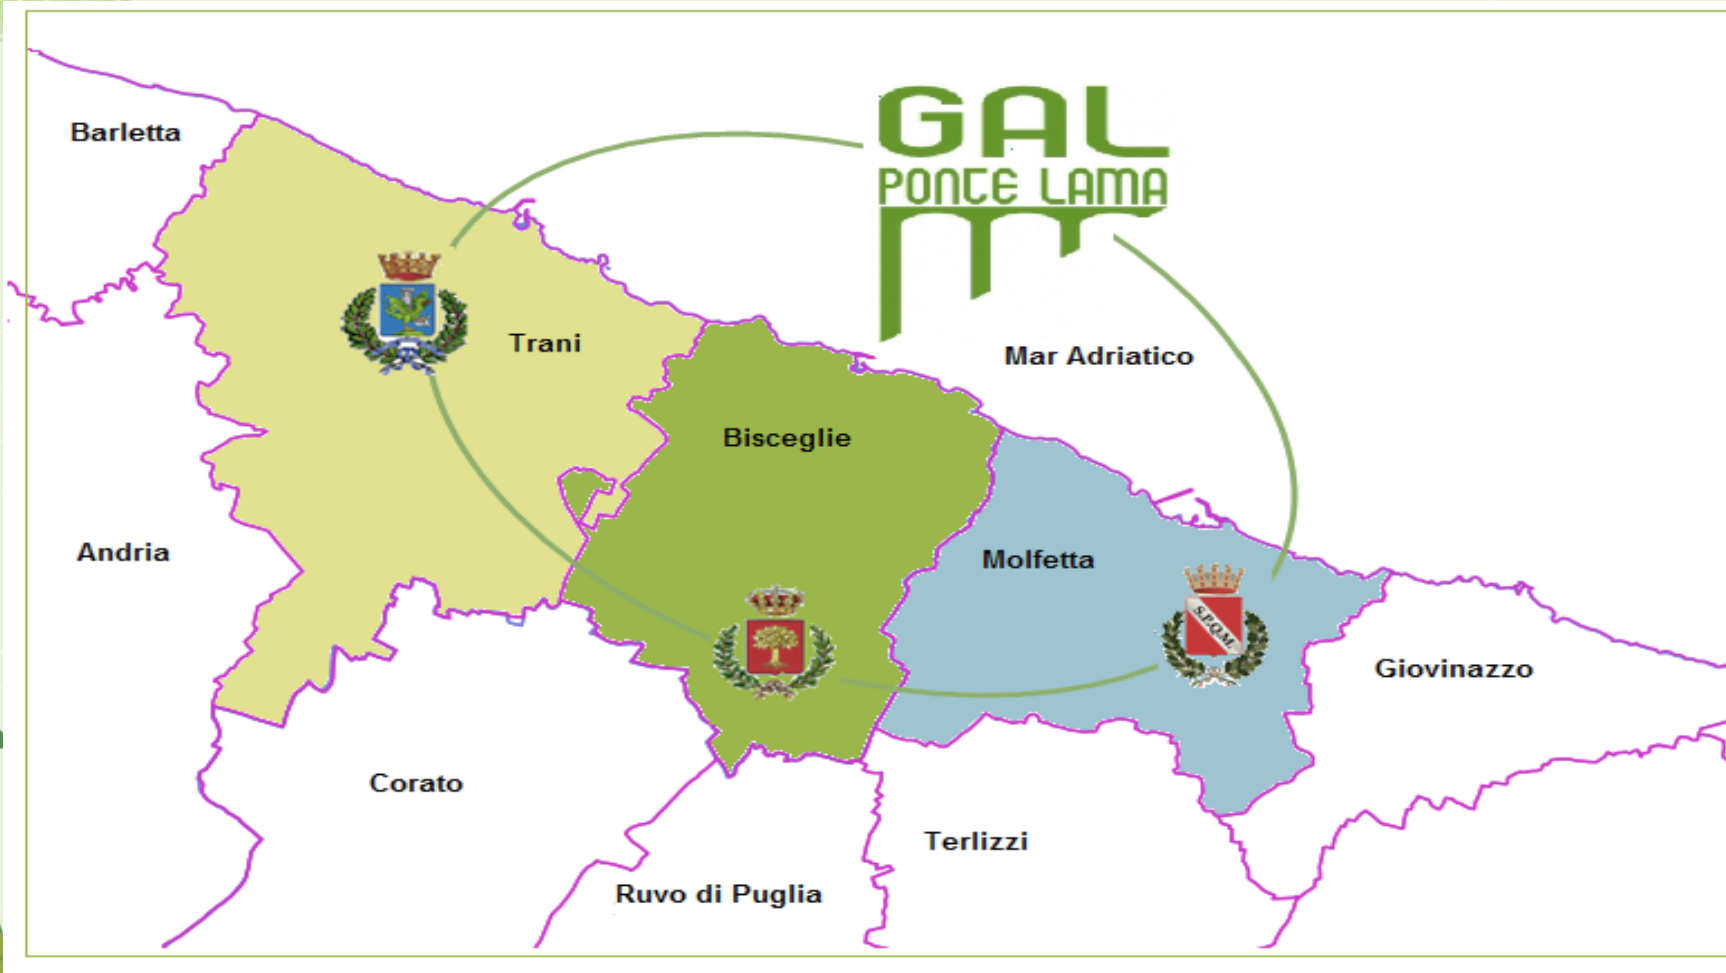 Barletta
GAL
PONTE LAMA
Trani
Mar Adriatico
Bisceglie
Andria
Molfetta
S.P.Q.M.
Giovinazzo
Corato
Terlizzi
Ruvo di Puglia